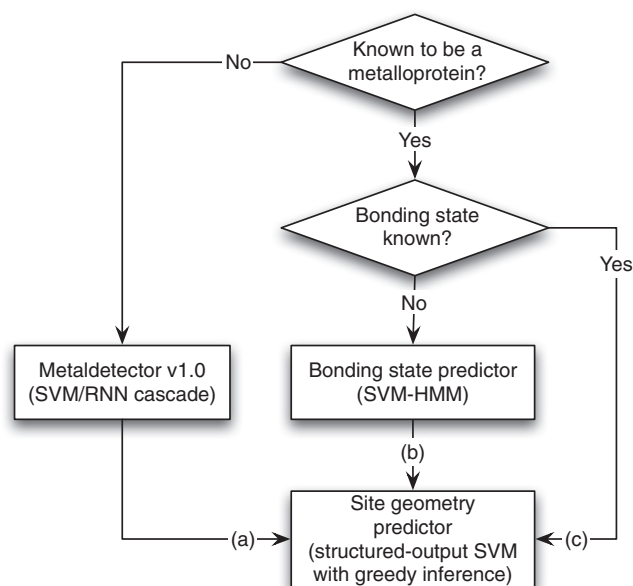 Known to be a
metalloprotein?
No
Yes
Bonding state
known?
Yes
No
Metaldetector v1.0
(SVM/RNN cascade)
Bonding state predictor
(SVM-HMM)
(b)
Site geometry
predictor
(structured-output SVM
with greedy inference)
(a)
(c)